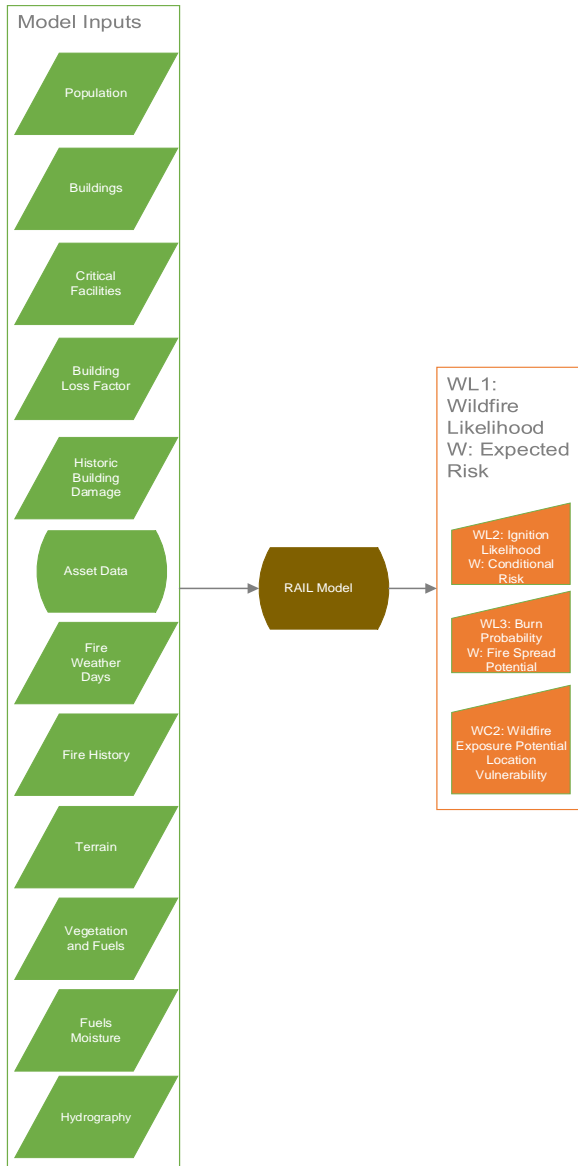 Model Inputs
Population
Buildings
Critical
Facilities
Building
Loss Factor
Historic
Building
Damage
Asset Data
Fire
Weather
Days
Fire History
Terrain
Vegetation
and Fuels
Fuels
Moisture
Hydrography
RAIL Model
WL1:
Wildfire
Likelihood
W: Expected
Risk
WL2: Ignition
Likelihood
W: Conditional
Risk
WL3: Burn
Probability
W: Fire Spread
Potential
WC2: Wildfire
Exposure Potential
Location
Vulnerability